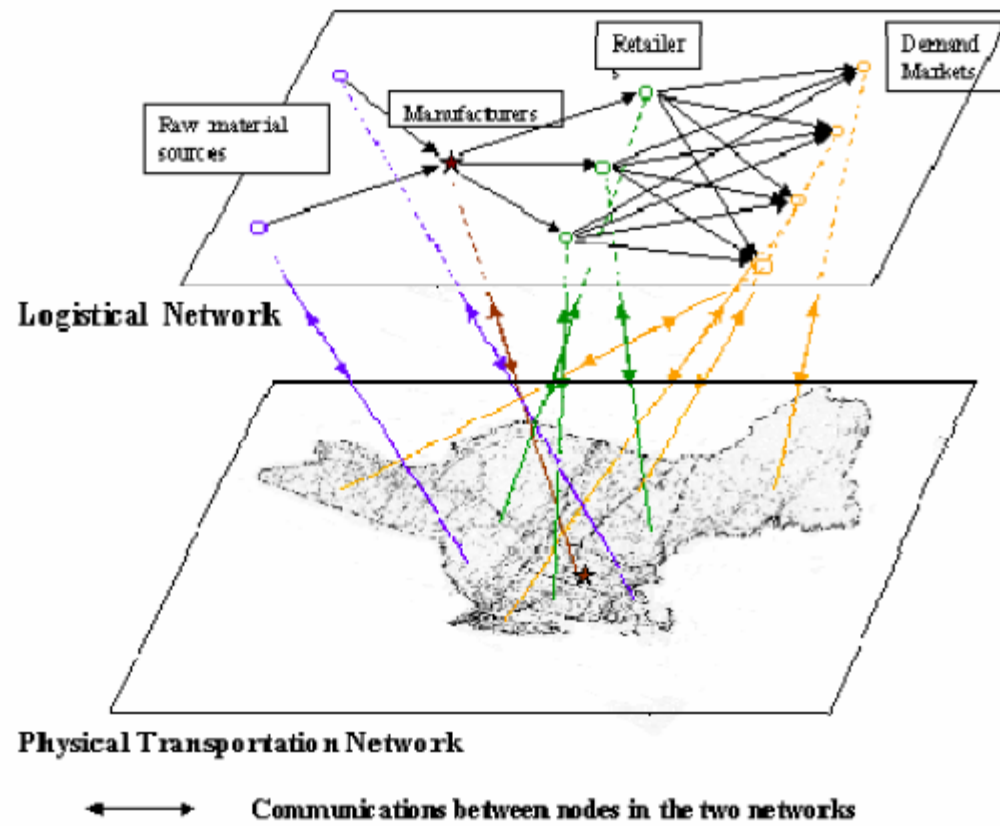 Retailer
s
Demand
Markets
Manufacturers
Raw material
sources
Logistical Network
Physical Transportation Network
Communications between nodes in the two networks